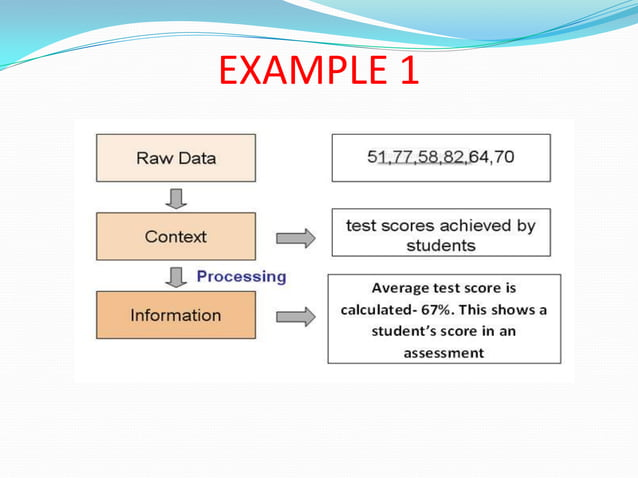 EXAMPLE 1
Raw Data
51,77,58,82,64,70
Context
test scores achieved by
students
Processing
Information
Average test score is
calculated- 67%. This shows a
student’s score in an
assessment